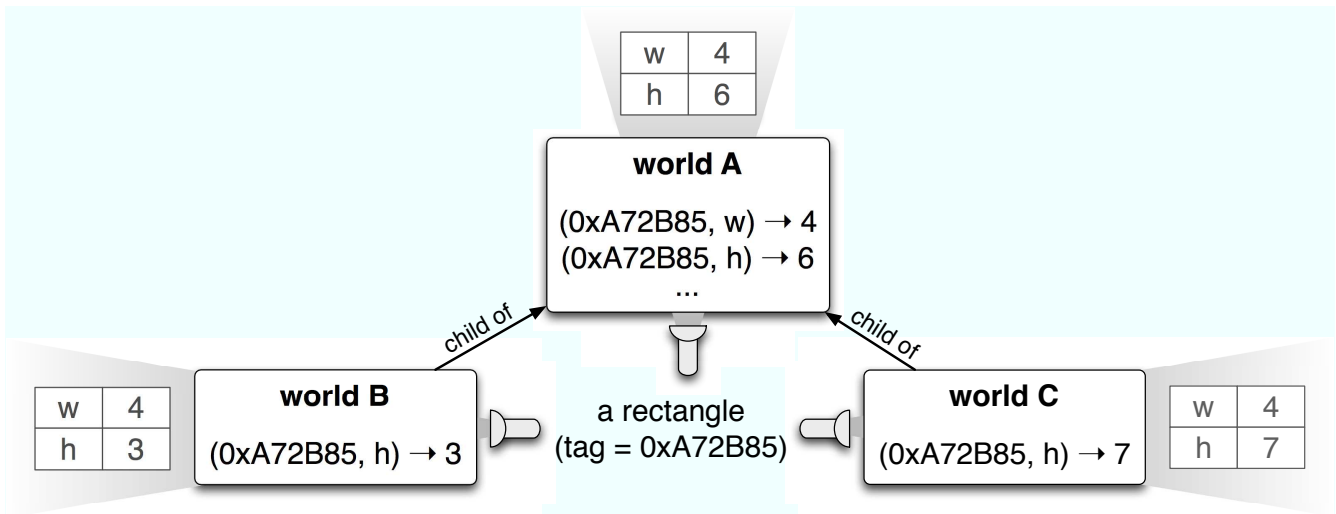 w 4
h 6
world A
(0xA72B85, w) → 4
(0xA72B85, h) → 6
...
child of
child of
w 4
h 3
world B
(0xA72B85, h) → 3
a rectangle
(tag = 0xA72B85)
world C
(0xA72B85, h) → 7
w 4
h 7